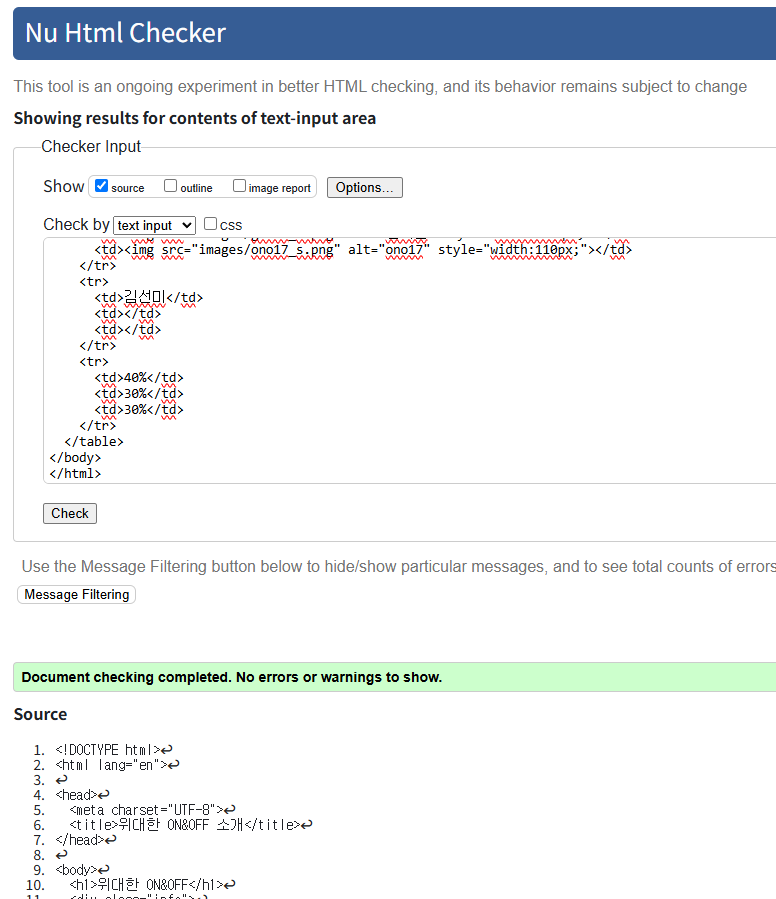 Nu Html Checker
This tool is an ongoing experiment in better HTML checking, and its behavior remains subject to change
Showing results for contents of text-input area
Checker Input
Show source outline image report Options...
Check by text input css
<td><img src="images/ono17_s.png" alt="ono17" style="width:110px;"></td>
</tr>
<tr>
<td>김선미</td>
<td></td>
<td></td>
</tr>
<tr>
<td>40%</td>
<td>30%</td>
<td>30%</td>
</tr>
</table>
</body>
</html>
Check
Use the Message Filtering button below to hide/show particular messages, and to see total counts of errors
Message Filtering
Document checking completed. No errors or warnings to show.
Source
1. <!DOCTYPE html>↩
2. <html lang="en">↩
3. ↩
4. <head>↩
5. <meta charset="UTF-8">↩
6. <title>위대한 ON&OFF 소개</title>↩
7. </head>↩
8. ↩
9. <body>↩
10. <h1>위대한 ON&OFF</h1>↩
11. <div class="info">↩